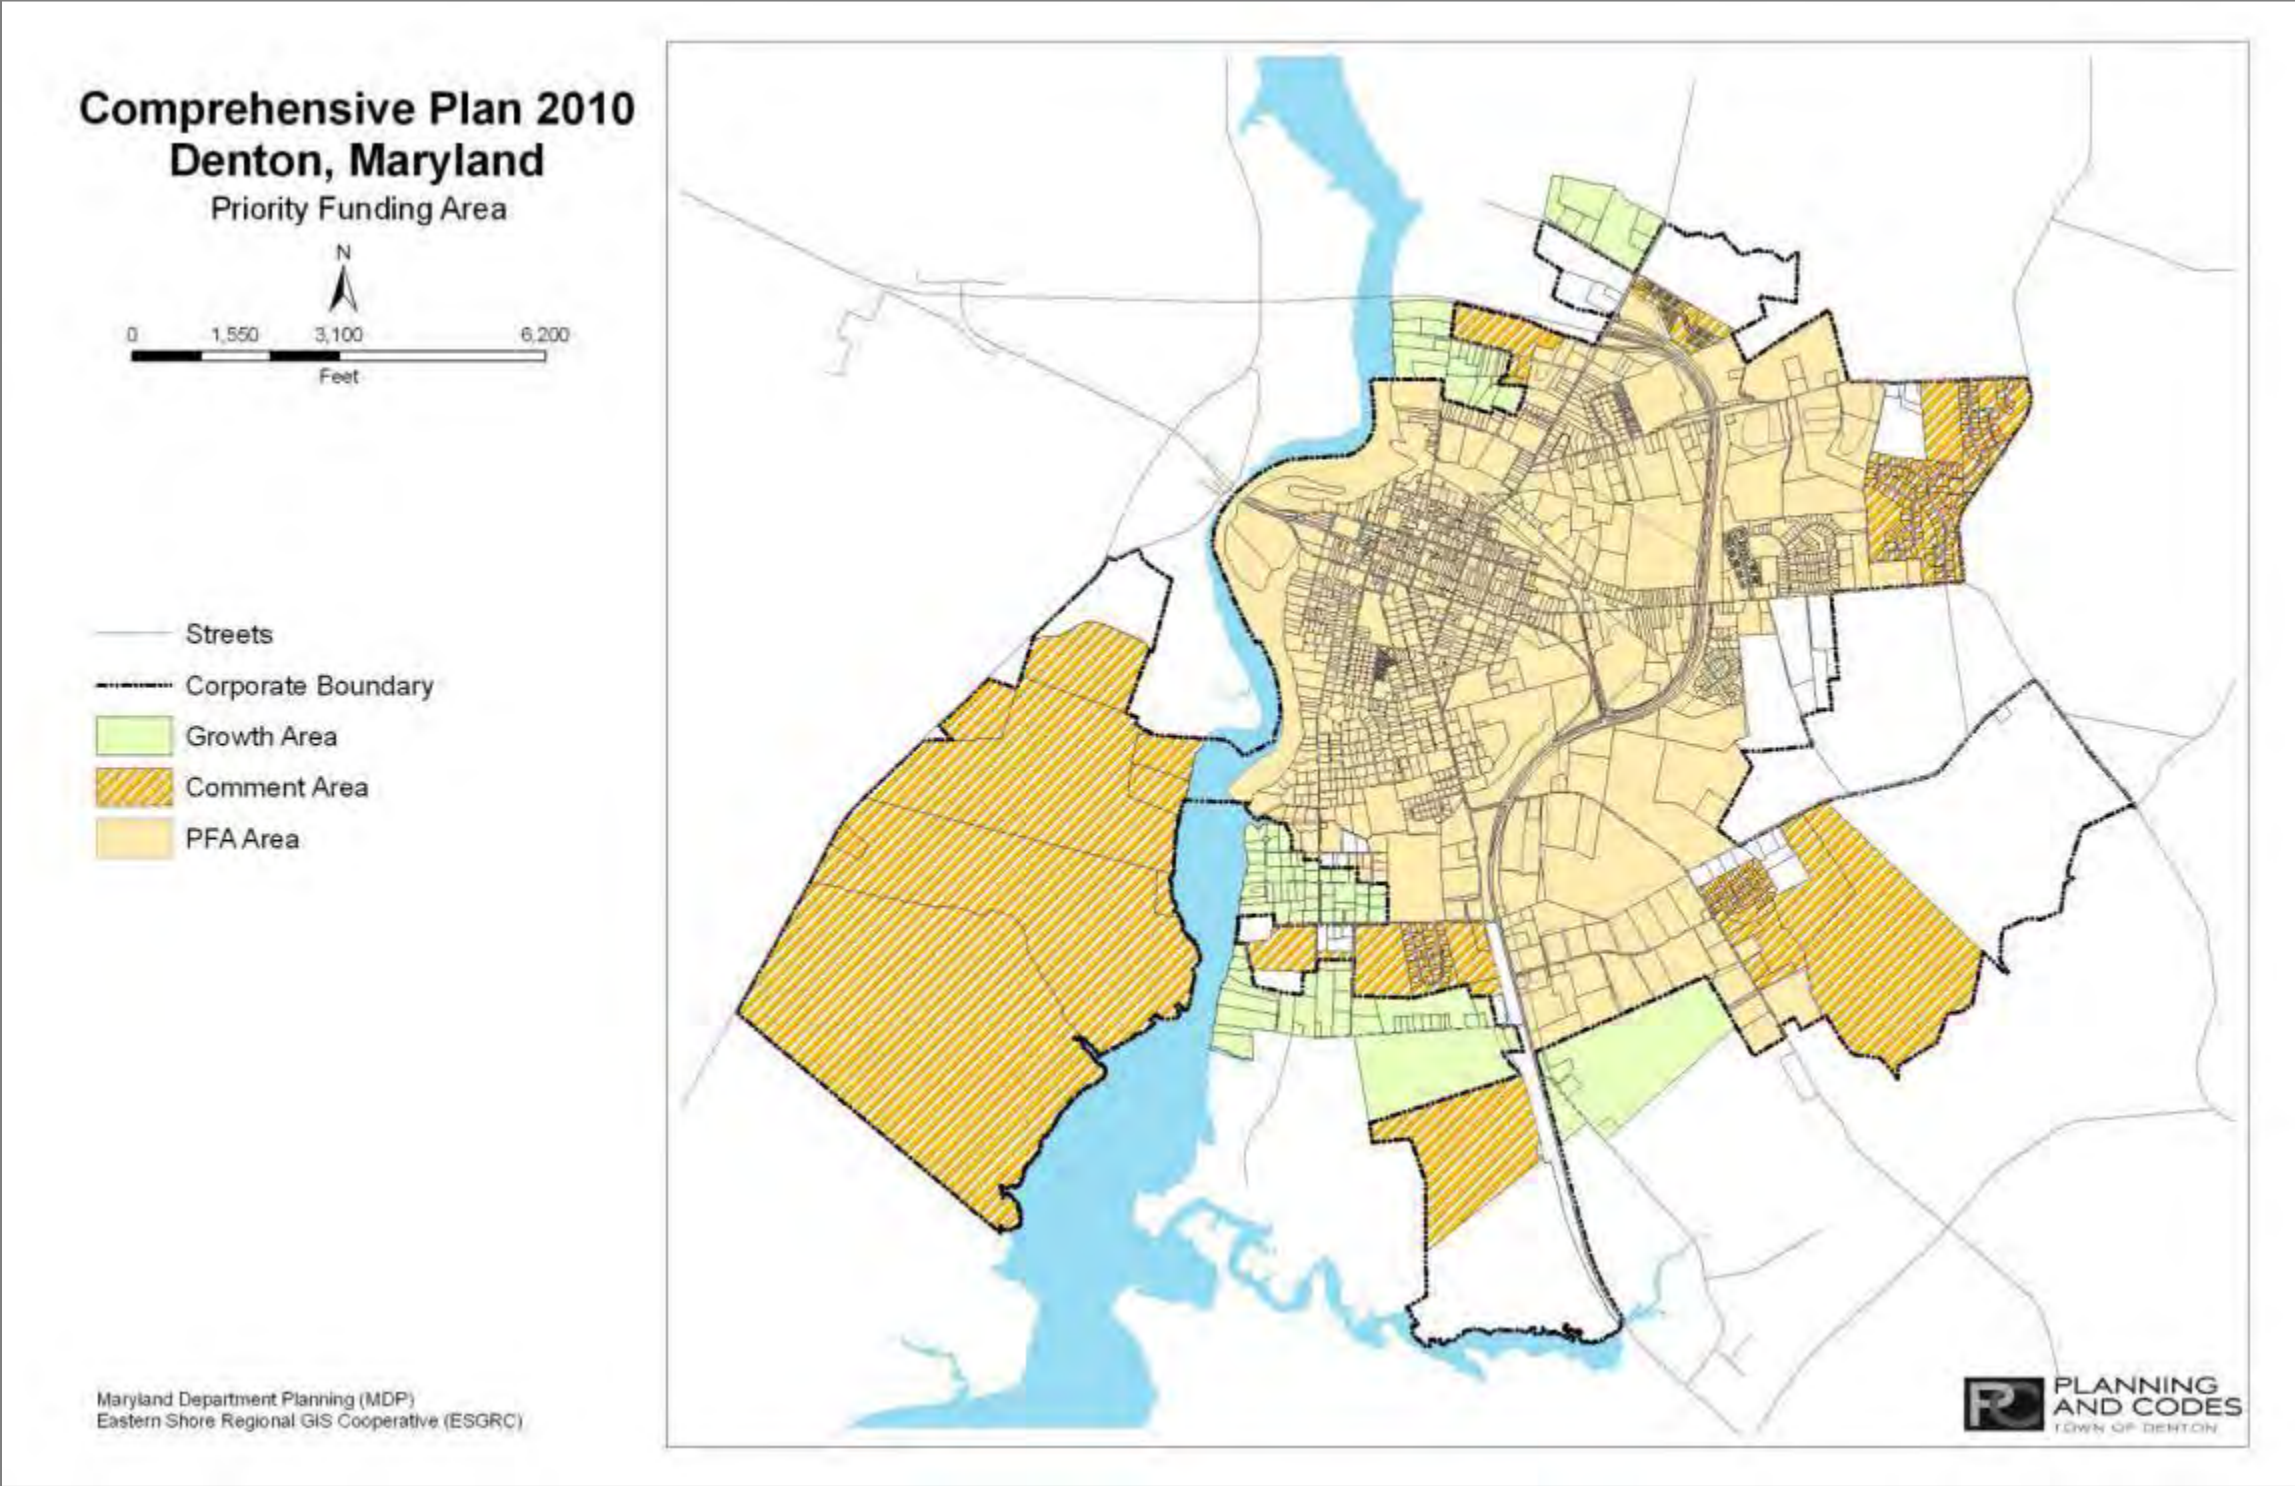 Comprehensive Plan 2010
Denton, Maryland
Priority Funding Area
N
0 1,550 3,100 6,200
Feet
Streets
Corporate Boundary
Growth Area
Comment Area
PFA Area
Maryland Department Planning (MDP)
Eastern Shore Regional GIS Cooperative (ESGRC)
PC
PLANNING
AND CODES
TOWN OF DENTON